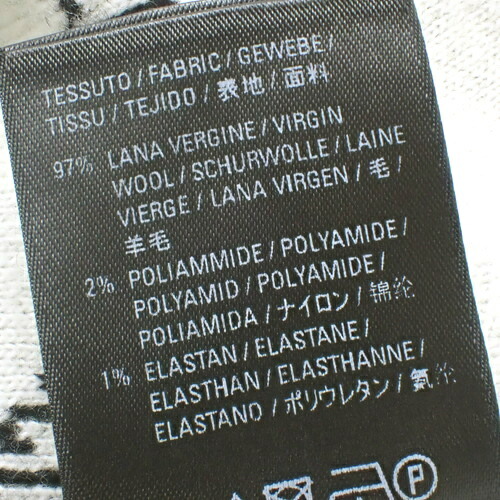 TESSUTO / FABRIC / GEWEBE /
TISSU / TEJIDO / 表地 / 面料
97% LANA VERGINE / VIRGIN
WOOL / SCHURWOLLE / LAINE
VIERGE / LANA VIRGEN / 毛 /
羊毛
2% POLIAMMIDE / POLYAMIDE /
POLYAMID / POLYAMIDE /
POLIAMIDA / ナイロン / 锦纶
1% ELASTAN / ELASTANE /
ELASTHAN / ELASTHANNE /
ELASTANO / ポリウレタン / 氨纶
P